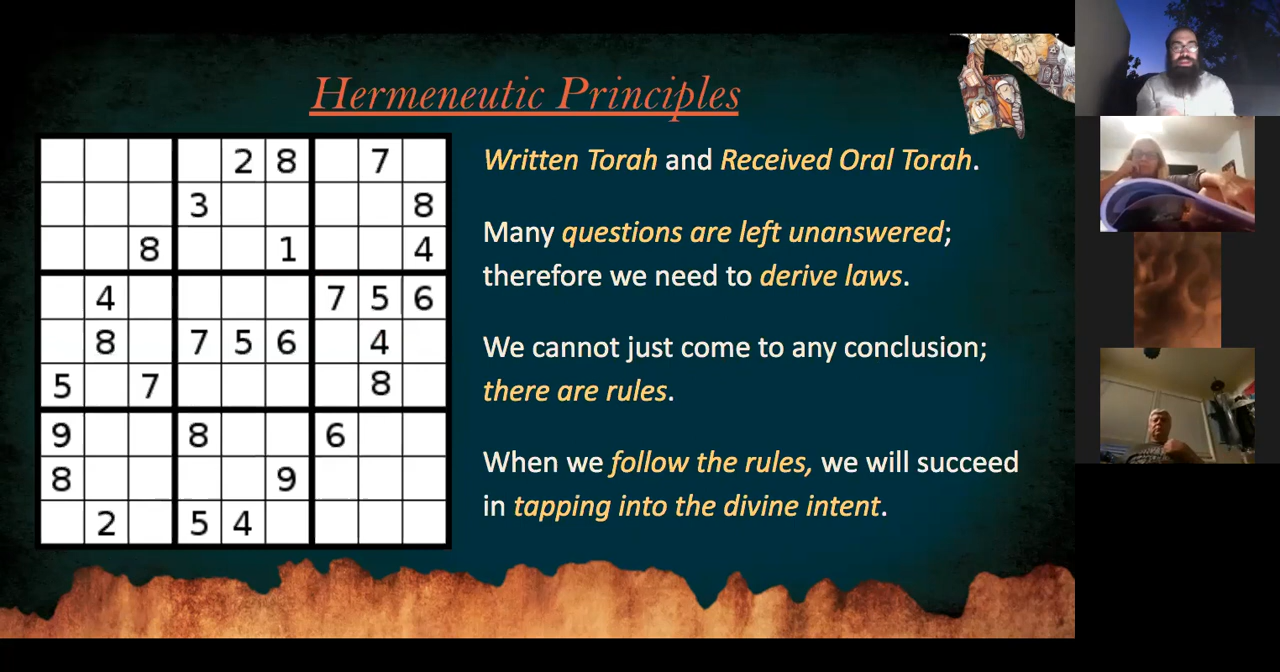 Hermeneutic Principles
2 8 7
3 8
8 1 4
4 7 5 6
8 7 5 6 4
5 7 8
9 8 6
8 9
2 5 4
Written Torah and Received Oral Torah.
Many questions are left unanswered;
therefore we need to derive laws.
We cannot just come to any conclusion;
there are rules.
When we follow the rules, we will succeed
in tapping into the divine intent.